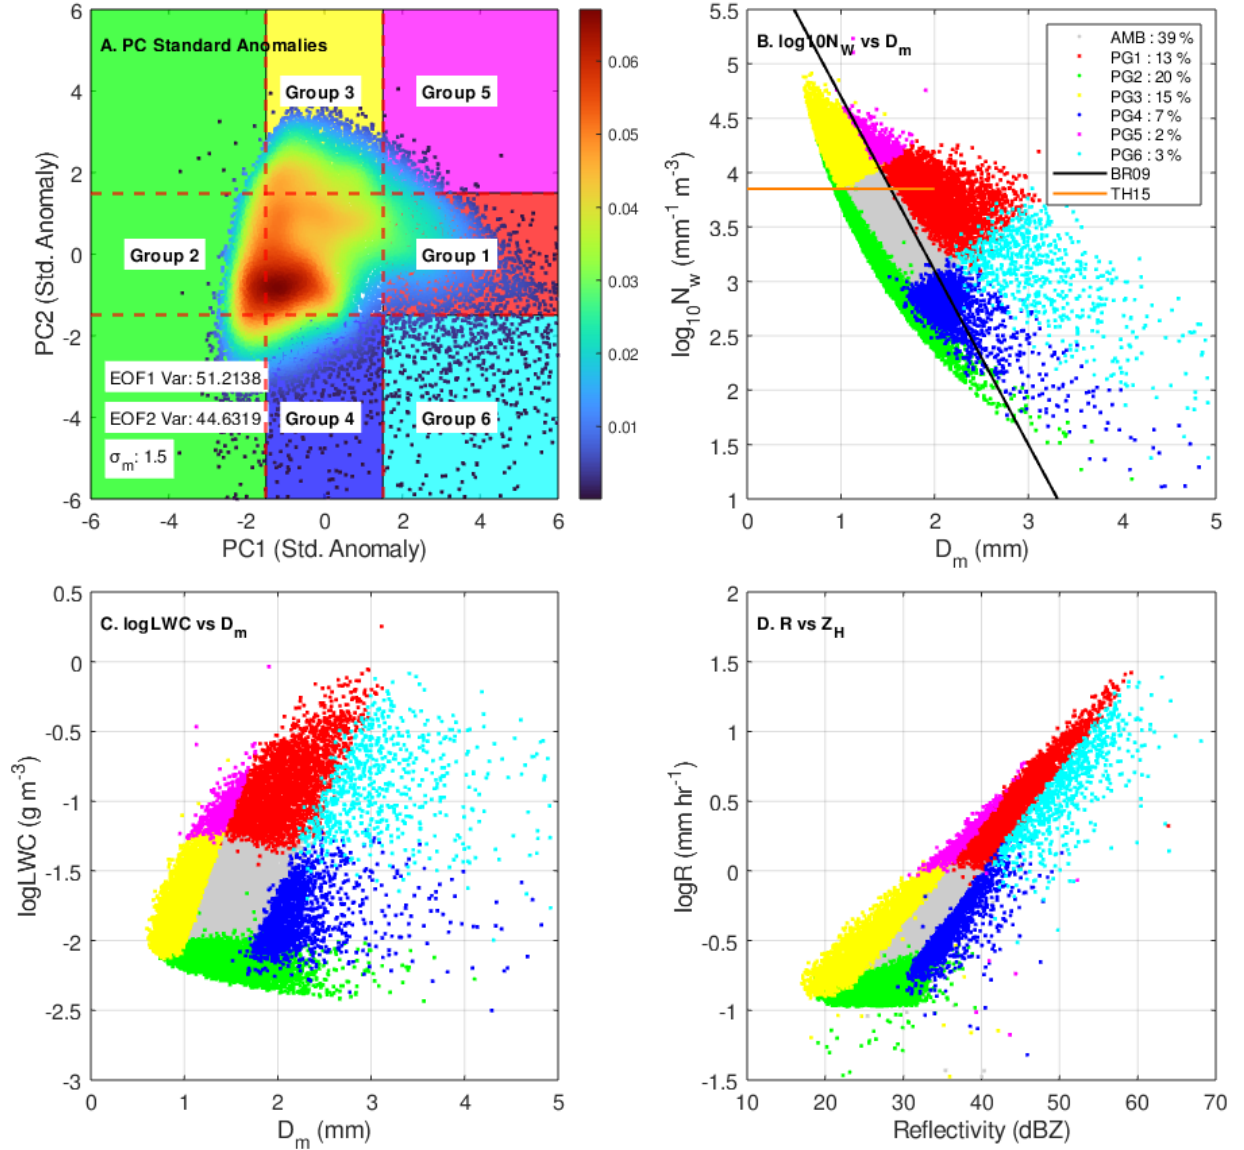 A. PC Standard Anomalies
Group 3
Group 5
Group 2
Group 1
EOF1 Var: 51.2138
EOF2 Var: 44.6319
σm: 1.5
Group 4
Group 6
6
4
2
0
-2
-4
-6
-6
-4
-2
0
2
4
6
PC1 (Std. Anomaly)
PC2 (Std. Anomaly)
0.06
0.05
0.04
0.03
0.02
0.01
B. log10NW vs Dm
AMB : 39 %
PG1 : 13 %
PG2 : 20 %
PG3 : 15 %
PG4 : 7 %
PG5 : 2 %
PG6 : 3 %
BR09
TH15
5.5
5
4.5
4
3.5
3
2.5
2
1.5
1
0
1
2
3
4
5
Dm (mm)
log10Nw (mm-1 m-3)
C. logLWC vs Dm
0.5
0
-0.5
-1
-1.5
-2
-2.5
-3
0
1
2
3
4
5
Dm (mm)
logLWC (g m-3)
D. R vs ZH
2
1.5
1
0.5
0
-0.5
-1
-1.5
10
20
30
40
50
60
70
Reflectivity (dBZ)
logR (mm hr-1)